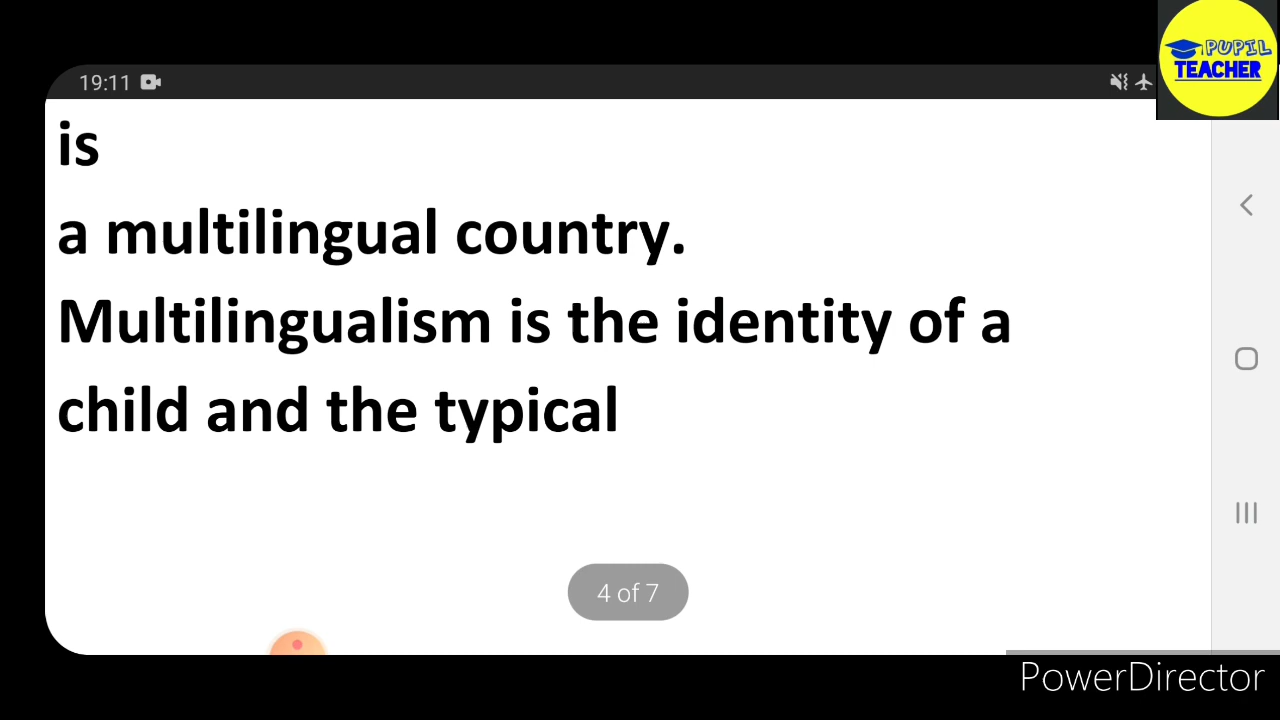 PUPIL
TEACHER
19:11
is
a multilingual country.
Multilingualism is the identity of a
child and the typical
4 of 7
PowerDirector